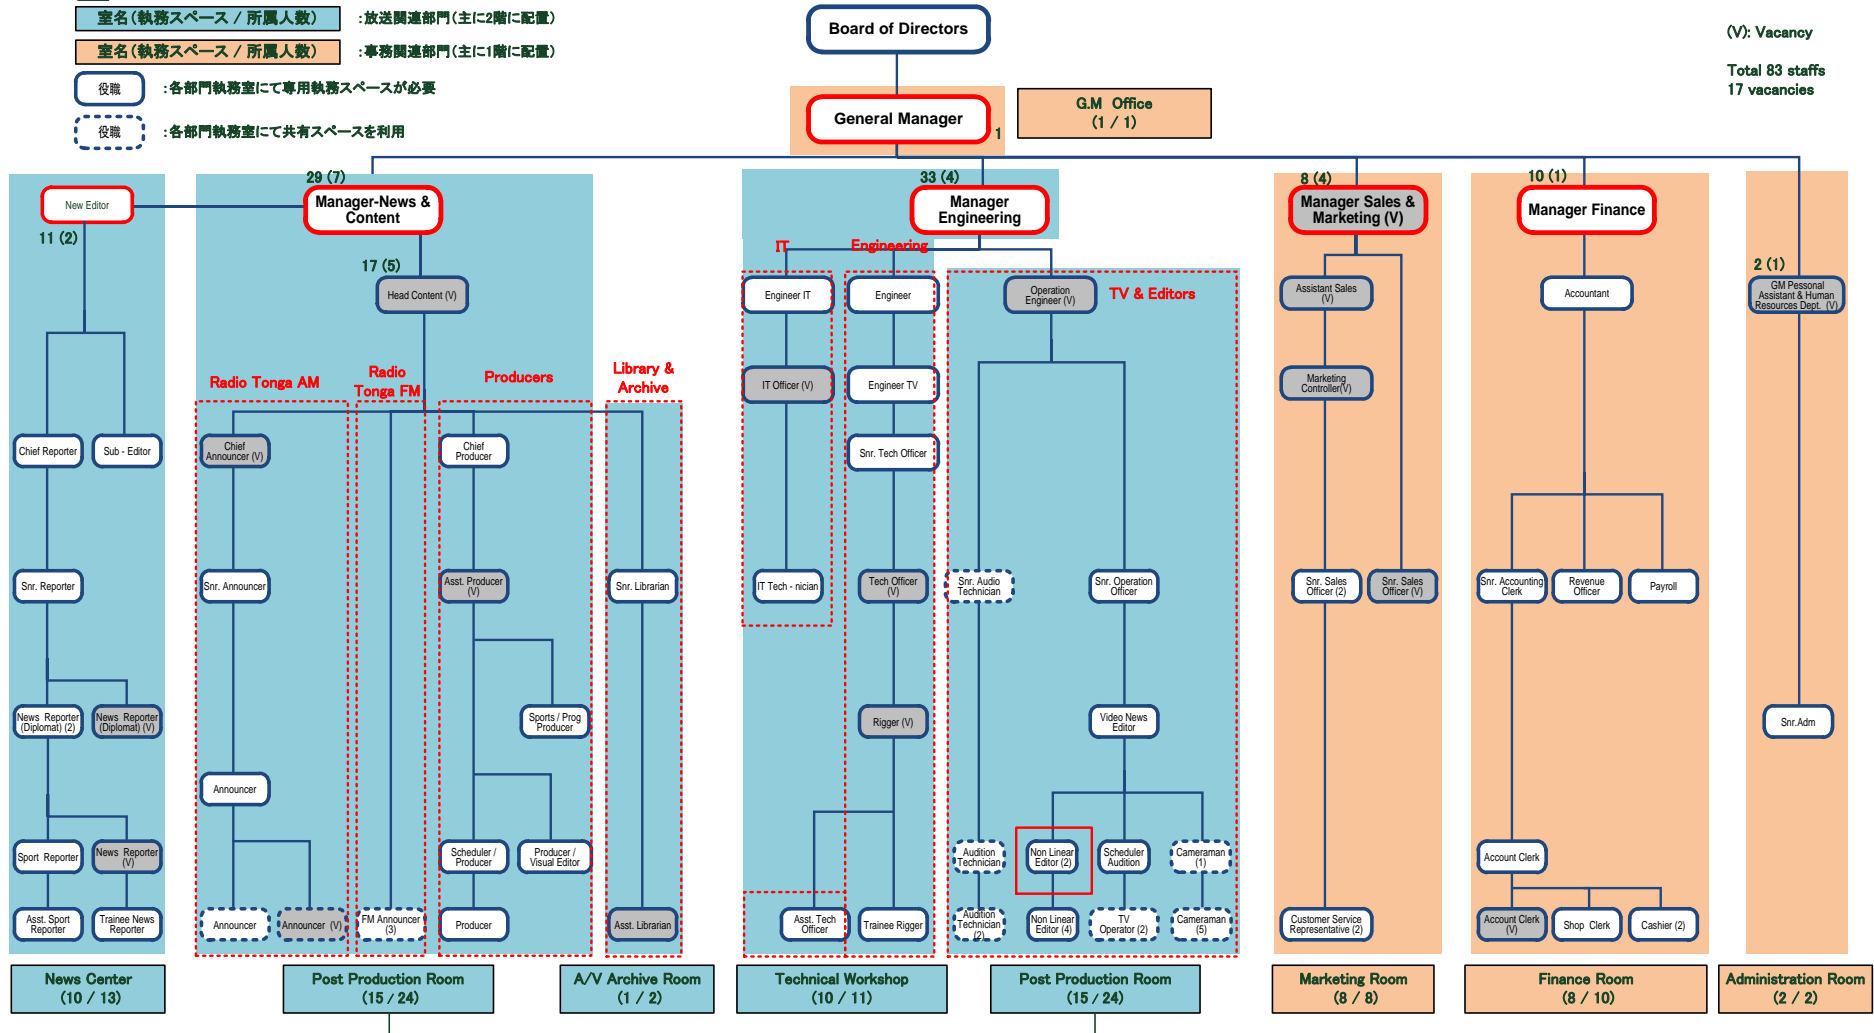 室名(執務スペース / 所属人数)
:放送関連部門(主に2階に配置)
室名(執務スペース / 所属人数)
:事務関連部門(主に1階に配置)
役職
:各部門執務室にて専用執務スペースが必要
役職
:各部門執務室にて共有スペースを利用
Board of Directors
(V): Vacancy
Total 83 staffs
17 vacancies
General Manager
1
G.M Office
(1 / 1)
New Editor
11 (2)
29 (7)
Manager-News &
Content
33 (4)
Manager
Engineering
8 (4)
Manager Sales &
Marketing (V)
10 (1)
Manager Finance
2 (1)
GM Pessonal
Assistant & Human
Resources Dept. (V)
17 (5)
Head Content (V)
IT
Engineering
Engineer IT
Engineer
Operation
Engineer (V)
TV & Editors
Assistant Sales
(V)
Accountant
Radio Tonga AM
Radio
Tonga FM
Producers
Library &
Archive
IT Officer (V)
Engineer TV
Marketing
Controller(V)
Chief Reporter
Sub - Editor
Chief
Announcer (V)
Chief
Producer
Snr. Tech Officer
Snr. Reporter
Snr. Announcer
Asst. Producer
(V)
Snr. Librarian
IT Tech - nician
Tech Officer
(V)
Snr. Audio
Technician
Snr. Operation
Officer
Snr. Sales
Officer (2)
Snr. Sales
Officer (V)
Snr. Accounting
Clerk
Revenue
Officer
Payroll
News Reporter
(Diplomat) (2)
News Reporter
(Diplomat) (V)
Sports / Prog
Producer
Rigger (V)
Video News
Editor
Snr.Adm
Announcer
Sport Reporter
News Reporter
(V)
Scheduler /
Producer
Producer /
Visual Editor
Audition
Technician
Non Linear
Editor (2)
Scheduler
Audition
Cameraman
(1)
Account Clerk
Asst. Sport
Reporter
Trainee News
Reporter
Announcer
Announcer (V)
FM Announcer
(3)
Producer
Asst. Librarian
Asst. Tech
Officer
Trainee Rigger
Audition
Technician
(2)
Non Linear
Editor (4)
TV
Operator (2)
Cameraman
(5)
Customer Service
Representative (2)
Account Clerk
(V)
Shop Clerk
Cashier (2)
News Center
(10 / 13)
Post Production Room
(15 / 24)
A/V Archive Room
(1 / 2)
Technical Workshop
(10 / 11)
Post Production Room
(15 / 24)
Marketing Room
(8 / 8)
Finance Room
(8 / 10)
Administration Room
(2 / 2)